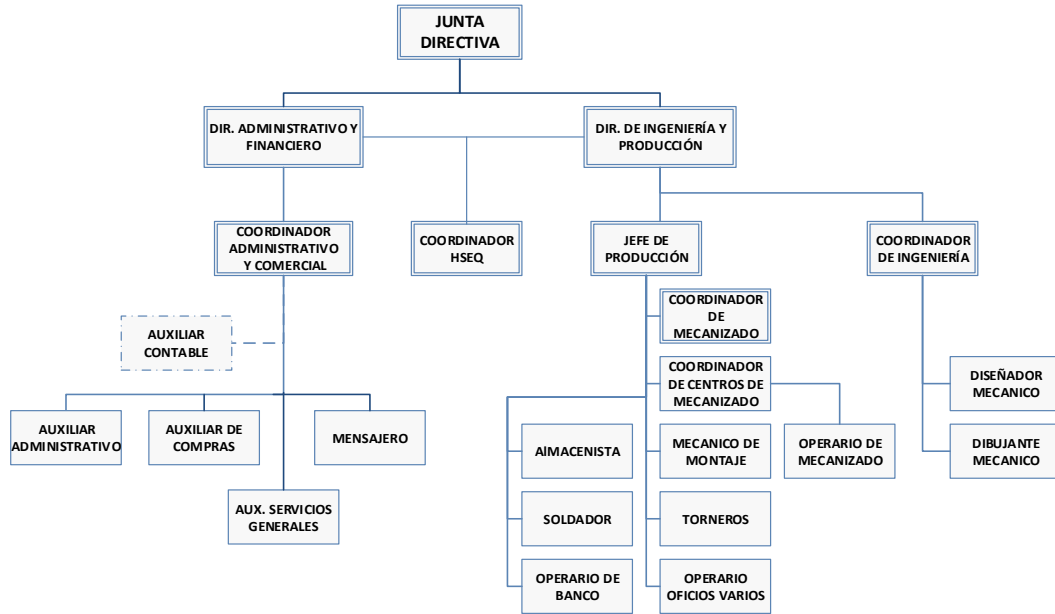 JUNTA
DIRECTIVA
DIR. ADMINISTRATIVO Y
FINANCIERO
DIR. DE INGENIERÍA Y
PRODUCCIÓN
COORDINADOR
ADMINISTRATIVO
Y COMERCIAL
COORDINADOR
HSEQ
JEFE DE
PRODUCCIÓN
COORDINADOR
DE INGENIERÍA
COORDINADOR
DE
MECANIZADO
AUXILIAR
CONTABLE
COORDINADOR
DE CENTROS DE
MECANIZADO
DISEÑADOR
MECANICO
AUXILIAR
ADMINISTRATIVO
AUXILIAR DE
COMPRAS
MENSAJERO
AlMACENISTA
MECANICO DE
MONTAJE
OPERARIO DE
MECANIZADO
DIBUJANTE
MECANICO
AUX. SERVICIOS
GENERALES
SOLDADOR
TORNEROS
OPERARIO DE
BANCO
OPERARIO
OFICIOS VARIOS